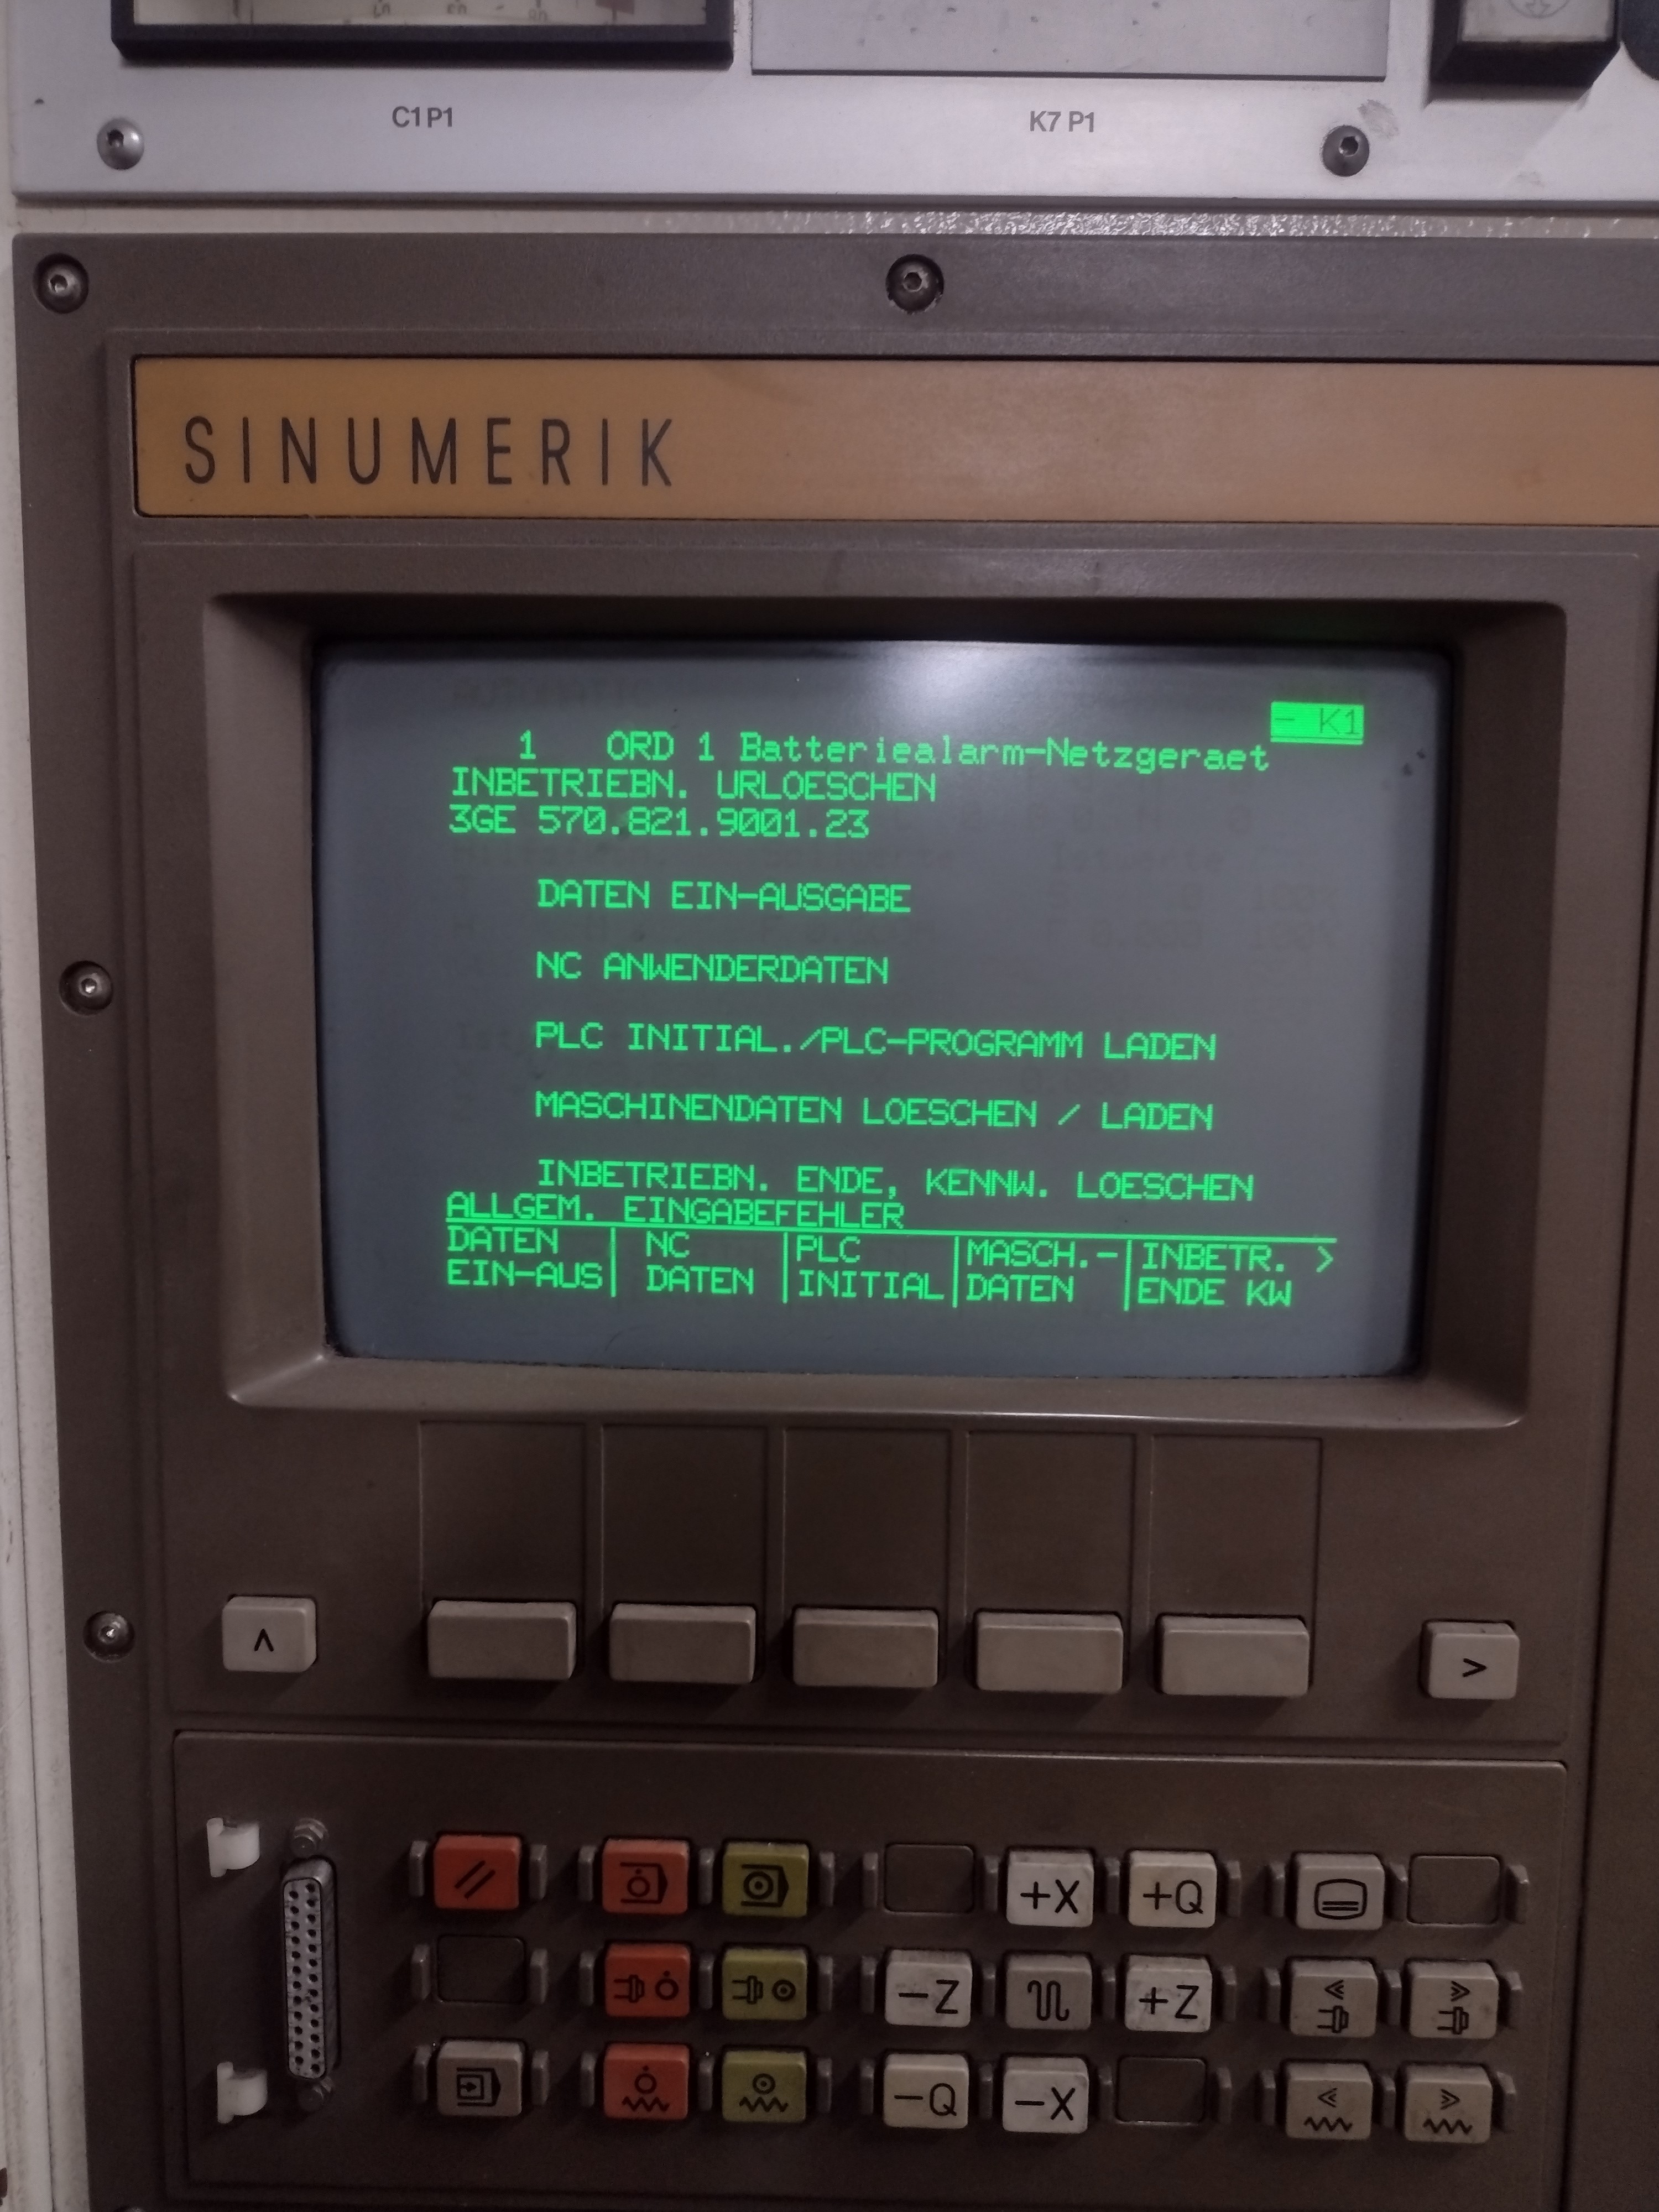 C1P1
K7 P1
SINUMERIK
- K1
1 ORD 1 Batteriealarm-Netzgeraet
INBETRIEBN. URLOESCHEN
3GE 570.821.9001.23
DATEN EIN-AUSGABE
NC ANWENDERDATEN
PLC INITIAL./PLC-PROGRAMM LADEN
MASCHINENDATEN LOESCHEN / LADEN
INBETRIEBN. ENDE, KENNW. LOESCHEN
ALLGEM. EINGABEFEHLER
DATEN | NC | PLC | MASCH.- | INBETR. >
EIN-AUS | DATEN | INITIAL | DATEN | ENDE KW
+X +Q
-Z +Z
-Q -X